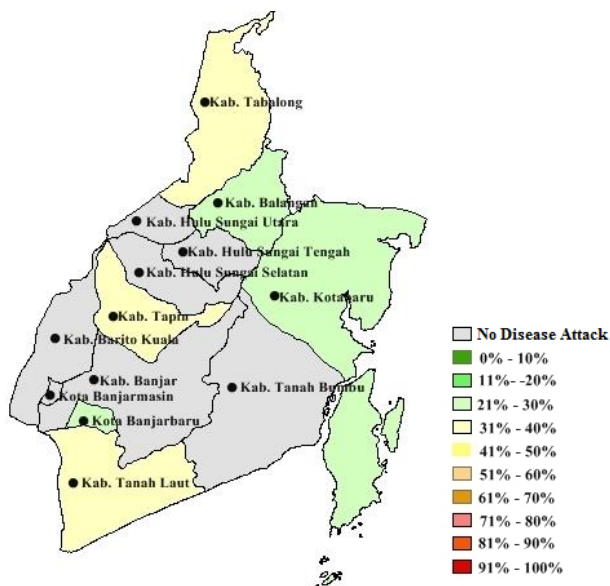 Kab. Tabalong
Kab. Balangan
Kab. Hulu Sungai Utara
Kab. Hulu Sungai Tengah
Kab. Hulu Sungai Selatan
Kab. Kotabaru
Kab. Tapin
Kab. Barito Kuala
Kab. Banjar
Kab. Tanah Bumbu
Kota Banjarmasin
Kota Banjarbaru
Kab. Tanah Laut
No Disease Attack
0% - 10%
11%- -20%
21% - 30%
31% - 40%
41% - 50%
51% - 60%
61% - 70%
71% - 80%
81% - 90%
91% - 100%